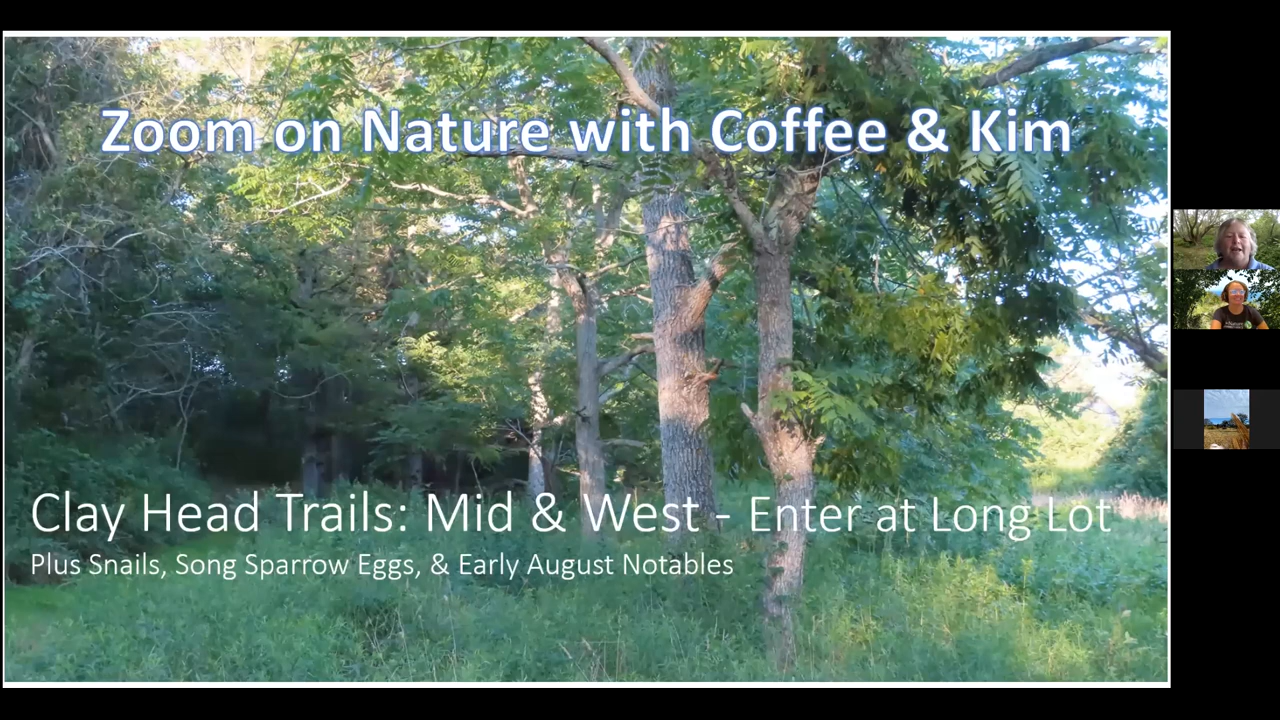 Zoom on Nature with Coffee & Kim
Clay Head Trails: Mid & West - Enter at Long Lot
Plus Snails, Song Sparrow Eggs, & Early August Notables